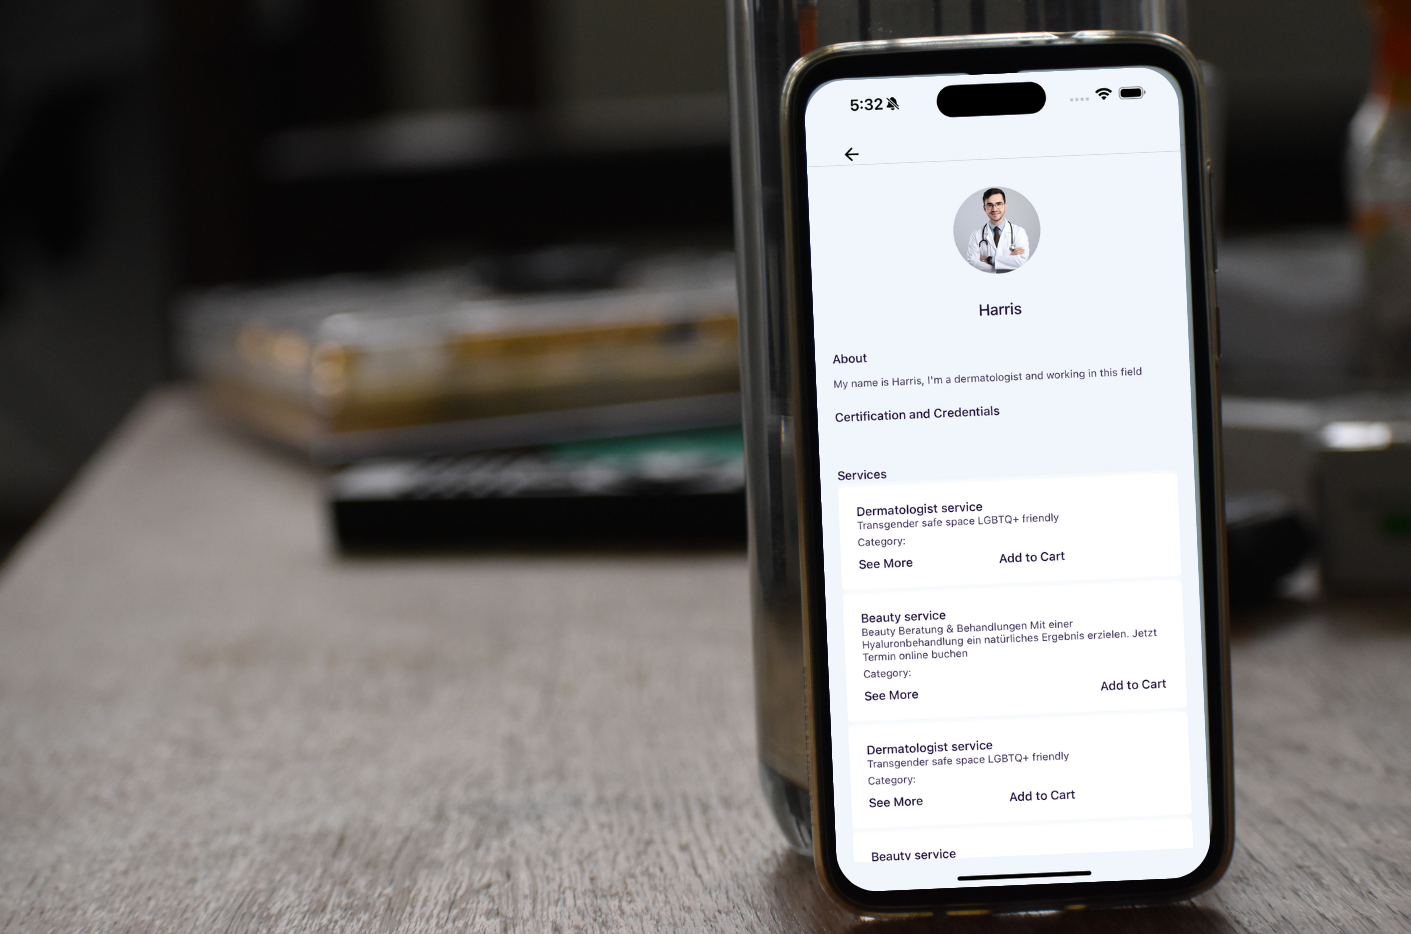 5:32
Harris
About
My name is Harris, I'm a dermatologist and working in this field
Certification and Credentials
Services
Dermatologist service
Transgender safe space LGBTQ+ friendly
Category:
See More Add to Cart
Beauty service
Beauty Beratung & Behandlungen Mit einer
Hyaluronbehandlung ein natürliches Ergebnis erzielen. Jetzt
Termin online buchen
Category:
See More Add to Cart
Dermatologist service
Transgender safe space LGBTQ+ friendly
Category:
See More Add to Cart
Beauty service